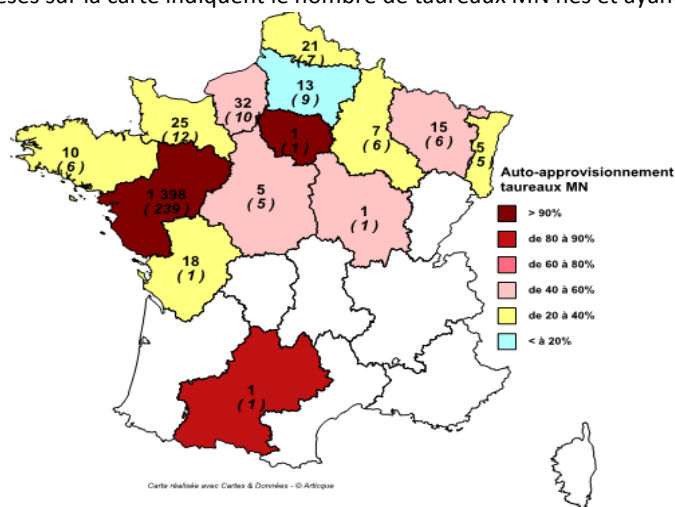 èses sur la carte indiquent le nombre de taureaux MN nés et ayan
21
( 7 )
13
( 9 )
32
( 10 )
25
( 12 )
10
( 6 )
1
( 1 )
7
( 6 )
15
( 6 )
5
5
1 398
( 239 )
5
( 5 )
1
( 1 )
18
( 1 )
1
( 1 )
Auto-approvisionnement
taureaux MN
> 90%
de 80 à 90%
de 60 à 80%
de 40 à 60%
de 20 à 40%
< à 20%
Carte réalisée avec Cartes & Données - © Articque